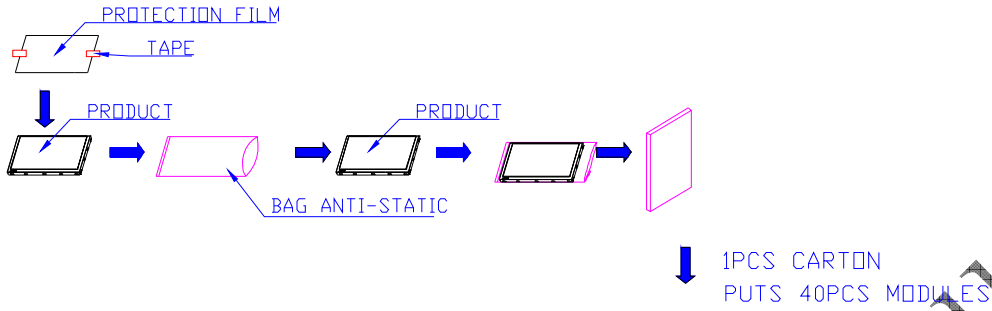 PROTECTION FILM
TAPE
PRODUCT
PRODUCT
BAG ANTI-STATIC
1PCS CARTON
PUTS 40PCS MODULES